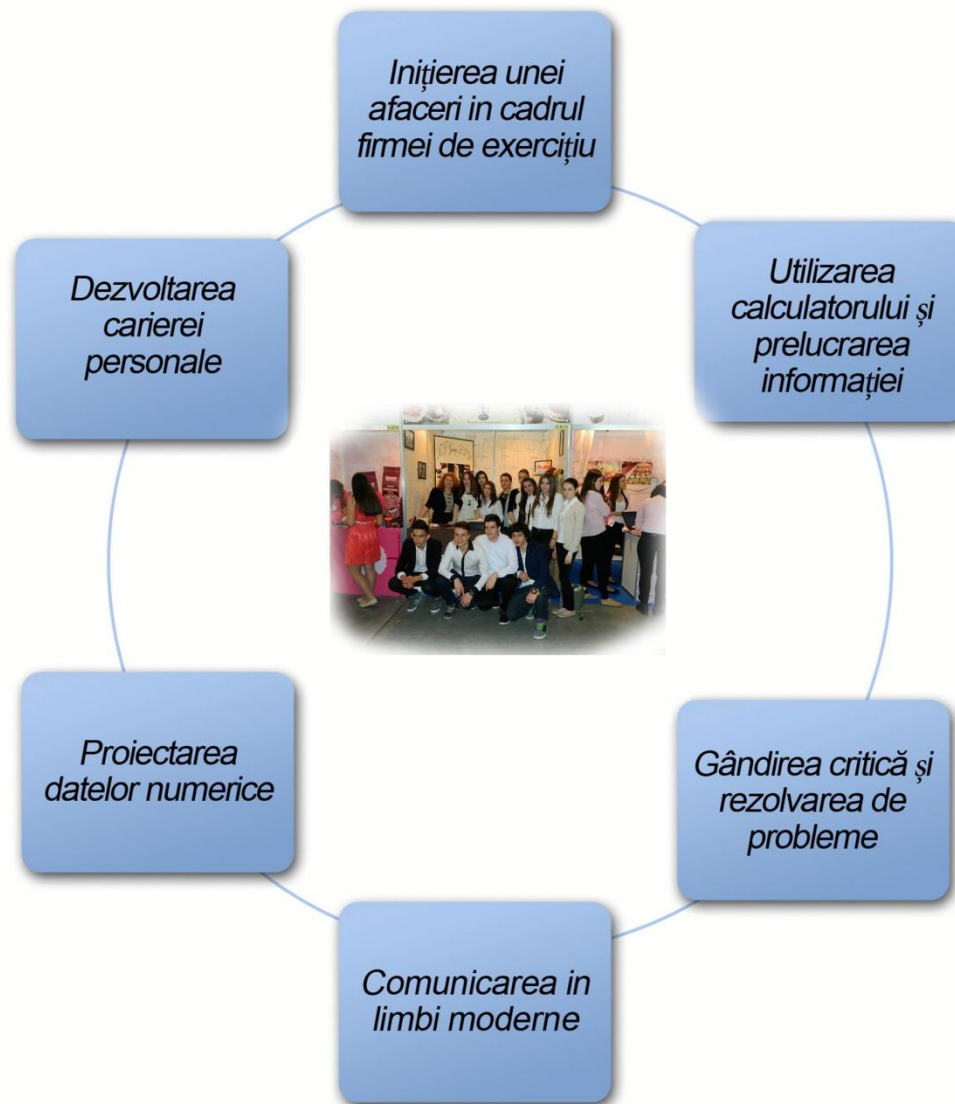 Inițierea unei
afaceri in cadrul
firmei de exercițiu
Utilizarea
calculatorului și
prelucrarea
informației
Gândirea critică și
rezolvarea de
probleme
Comunicarea in
limbi moderne
Proiectarea
datelor numerice
Dezvoltarea
carierei
personale